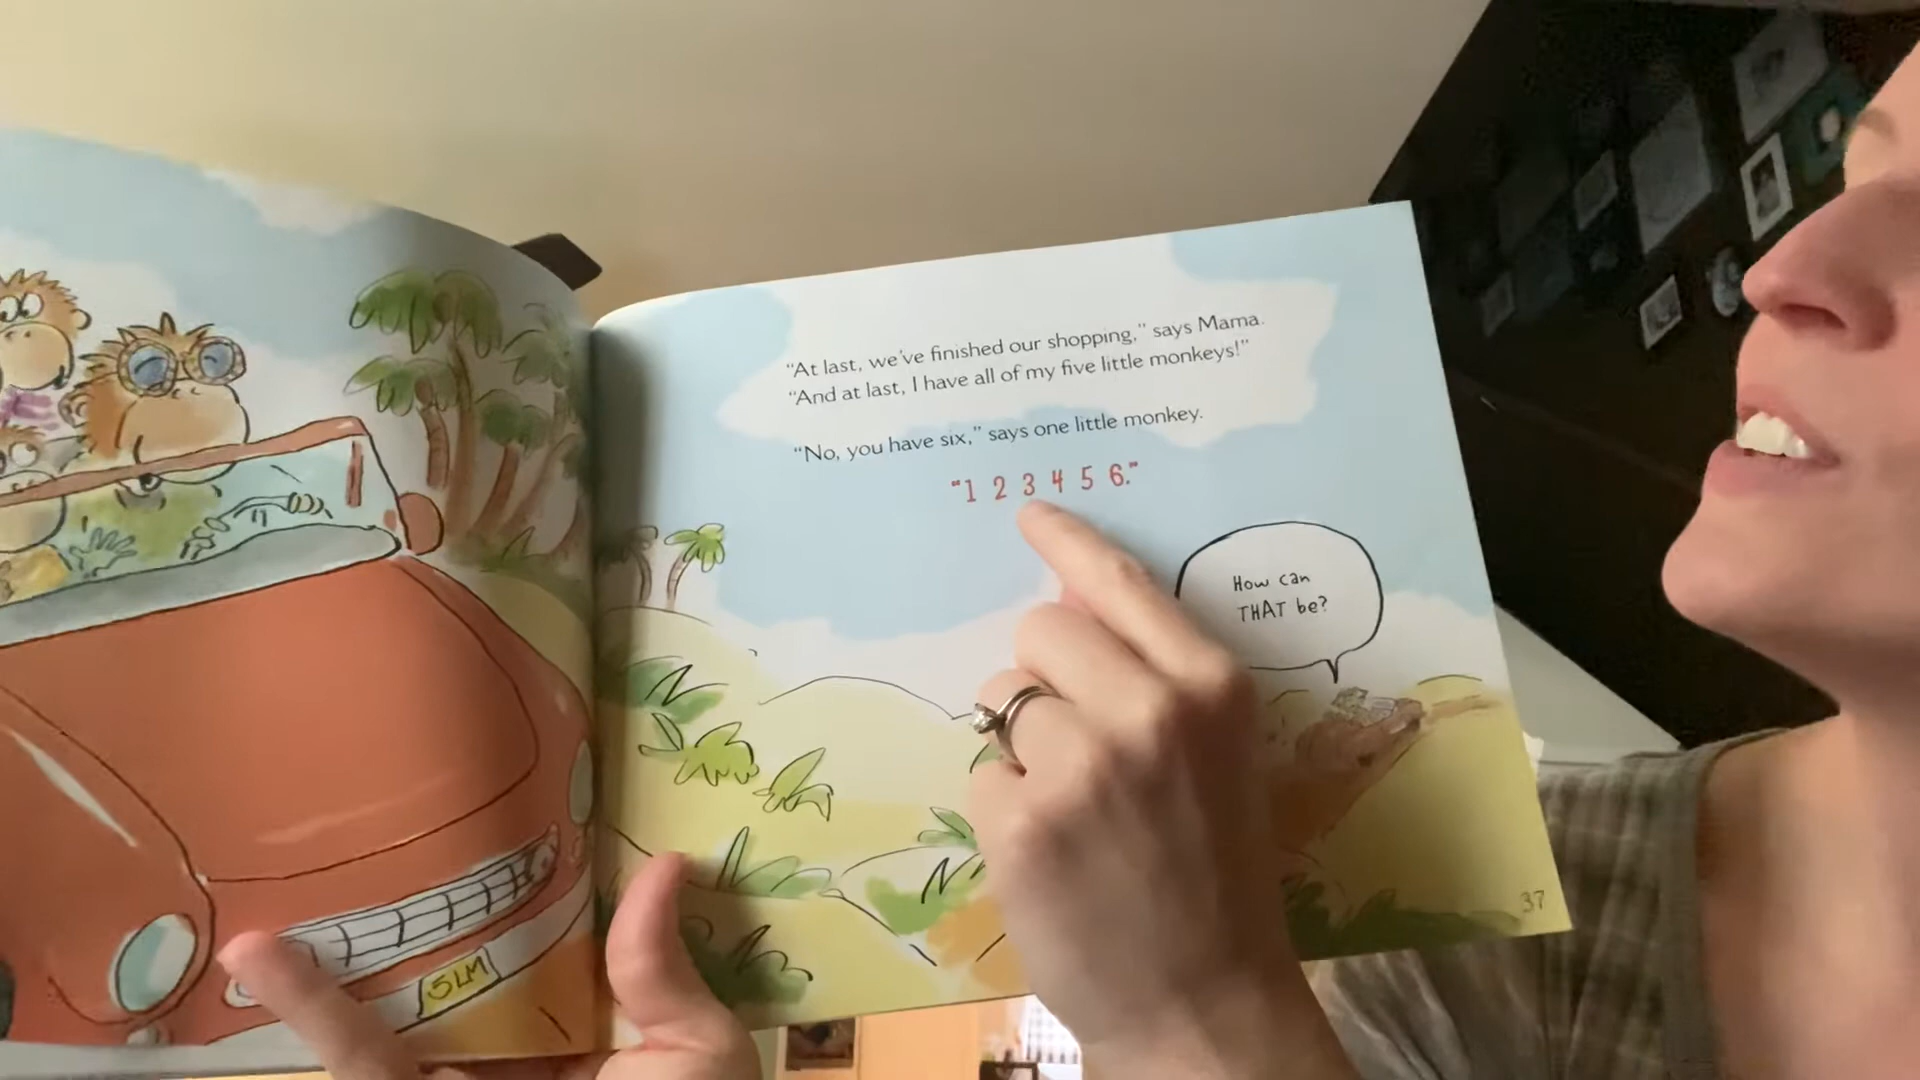 "At last, we've finished our shopping," says Mama.
"And at last, I have all of my five little monkeys!"
"No, you have six," says one little monkey.
"1 2 3 4 5 6."
How can
THAT be?
5LM
37